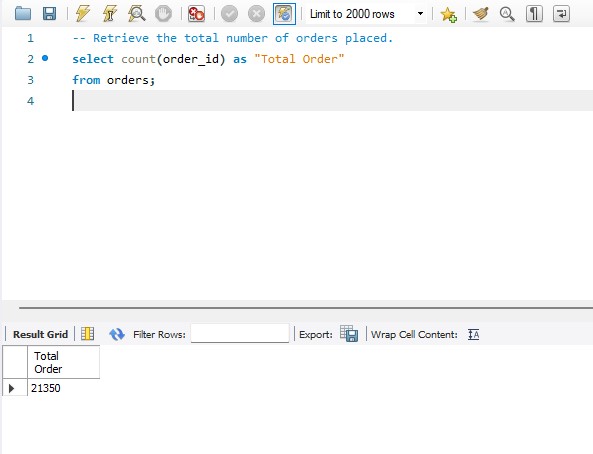 Limit to 2000 rows
1 -- Retrieve the total number of orders placed.
2 select count(order_id) as "Total Order"
3 from orders;
4
Result Grid Filter Rows: Export: Wrap Cell Content:
Total
Order
21350